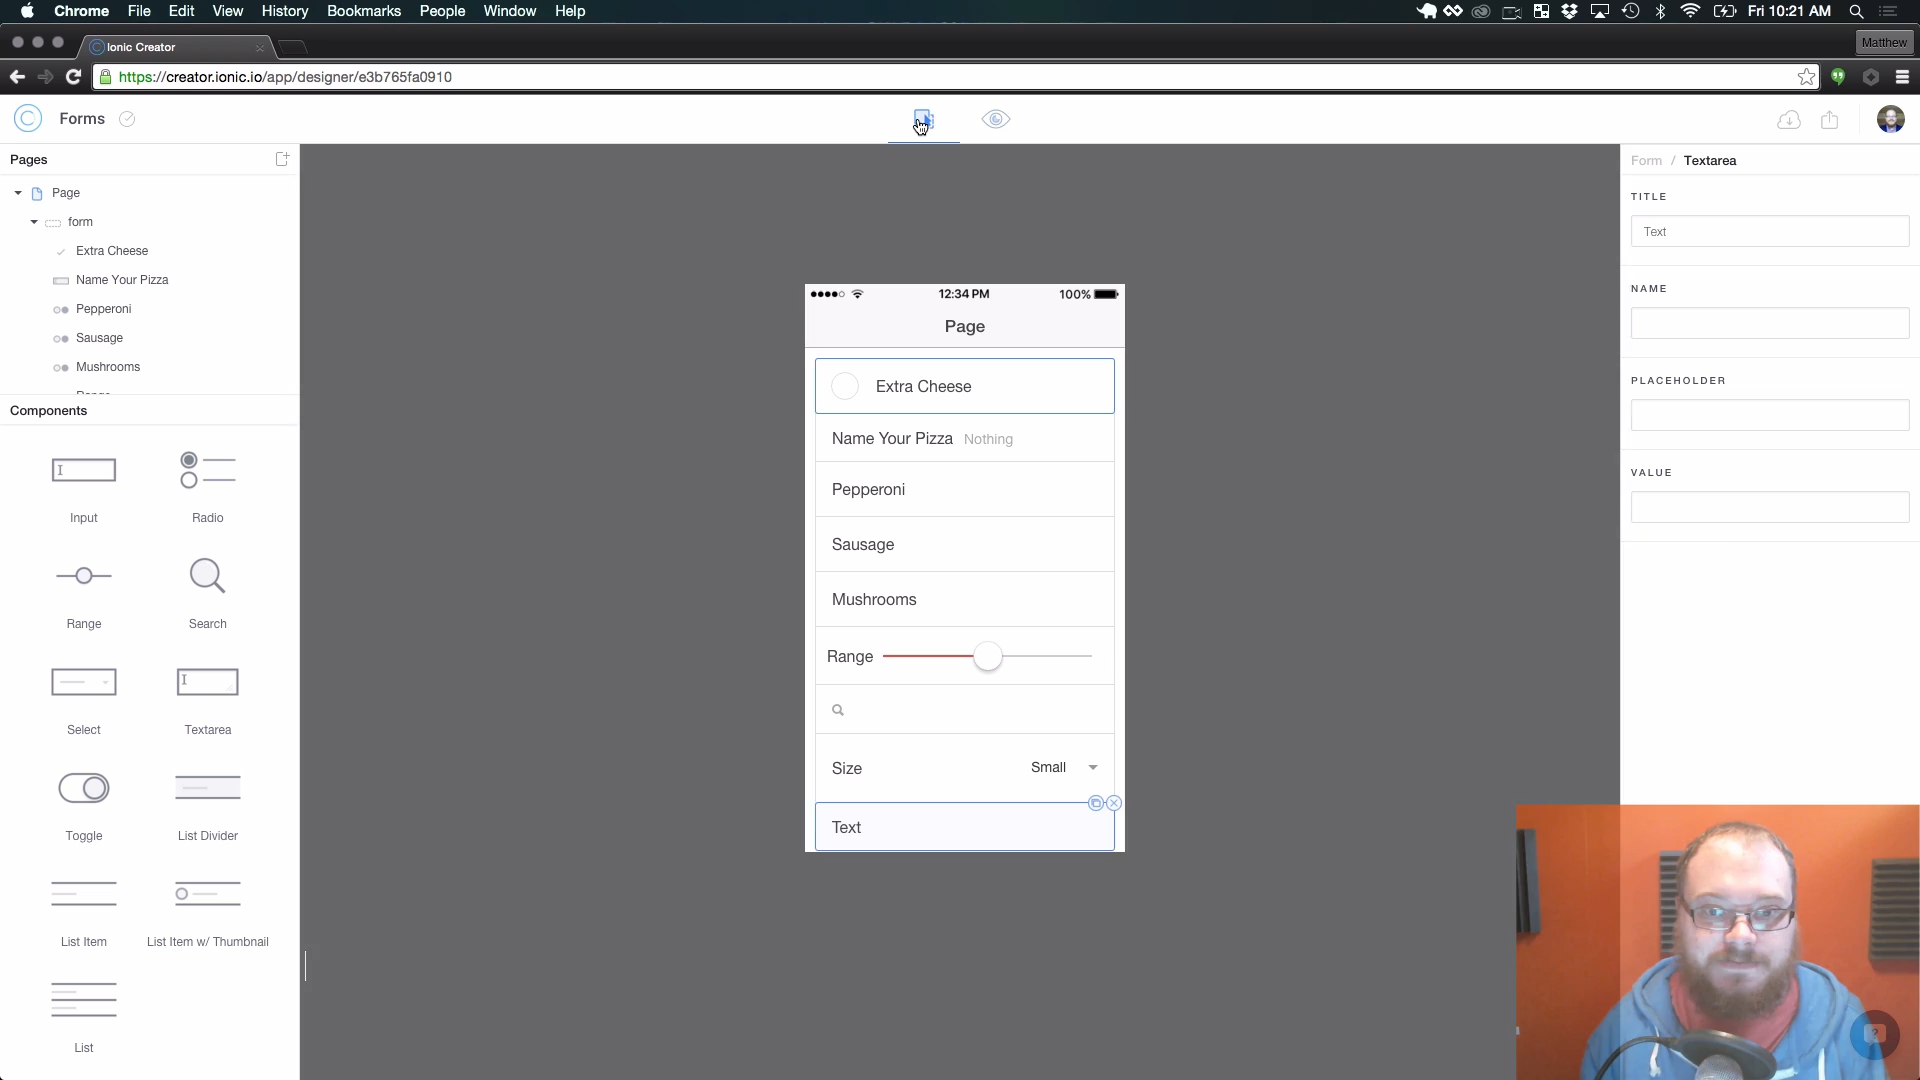 Chrome File Edit View History Bookmarks People Window Help Fri 10:21 AM
Ionic Creator
Matthew
https://creator.ionic.io/app/designer/e3b765fa0910
Forms
Pages
Page
form
Extra Cheese
Name Your Pizza
Pepperoni
Sausage
Mushrooms
Components
Input
Radio
Range
Search
Select
Textarea
Toggle
List Divider
List Item
List Item w/ Thumbnail
List
12:34 PM 100%
Page
Extra Cheese
Name Your Pizza Nothing
Pepperoni
Sausage
Mushrooms
Range
Size Small
Text
Form / Textarea
TITLE
Text
NAME
PLACEHOLDER
VALUE